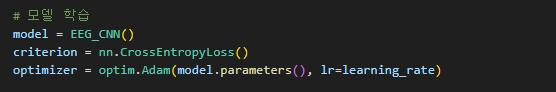 # 모델 학습
model = EEG_CNN()
criterion = nn.CrossEntropyLoss()
optimizer = optim.Adam(model.parameters(), lr=learning_rate)